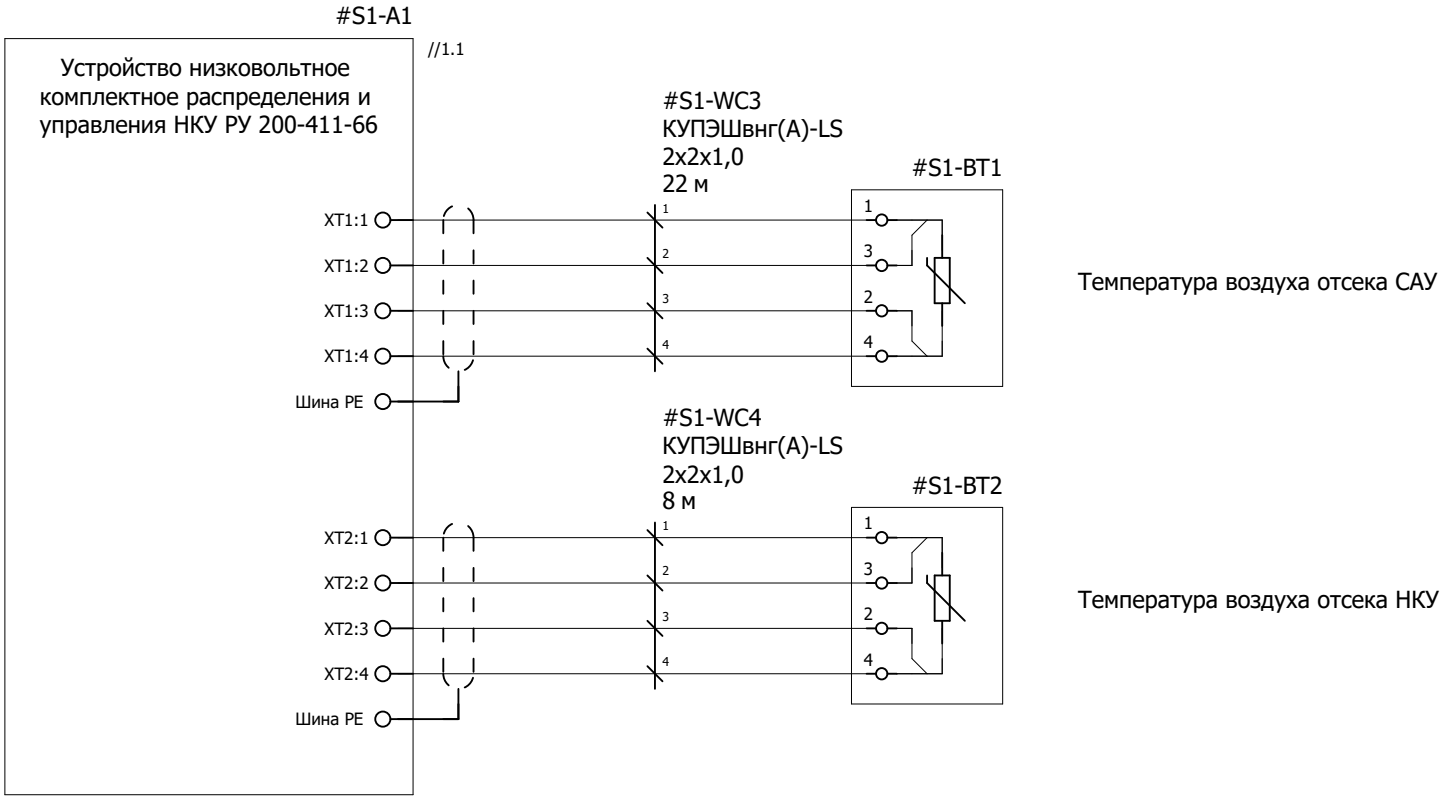 #S1-A1
//1.1
Устройство низковольтное
комплектное распределения и
управления НКУ РУ 200-411-66
#S1-WC3
КУПЭШвнг(А)-LS
2x2x1,0
22 м
#S1-BT1
XT1:1
1
1
XT1:2
2
3
XT1:3
3
2
XT1:4
4
4
Шина PE
Температура воздуха отсека САУ
#S1-WC4
КУПЭШвнг(А)-LS
2x2x1,0
8 м
#S1-BT2
XT2:1
1
1
XT2:2
2
3
XT2:3
3
2
XT2:4
4
4
Шина PE
Температура воздуха отсека НКУ